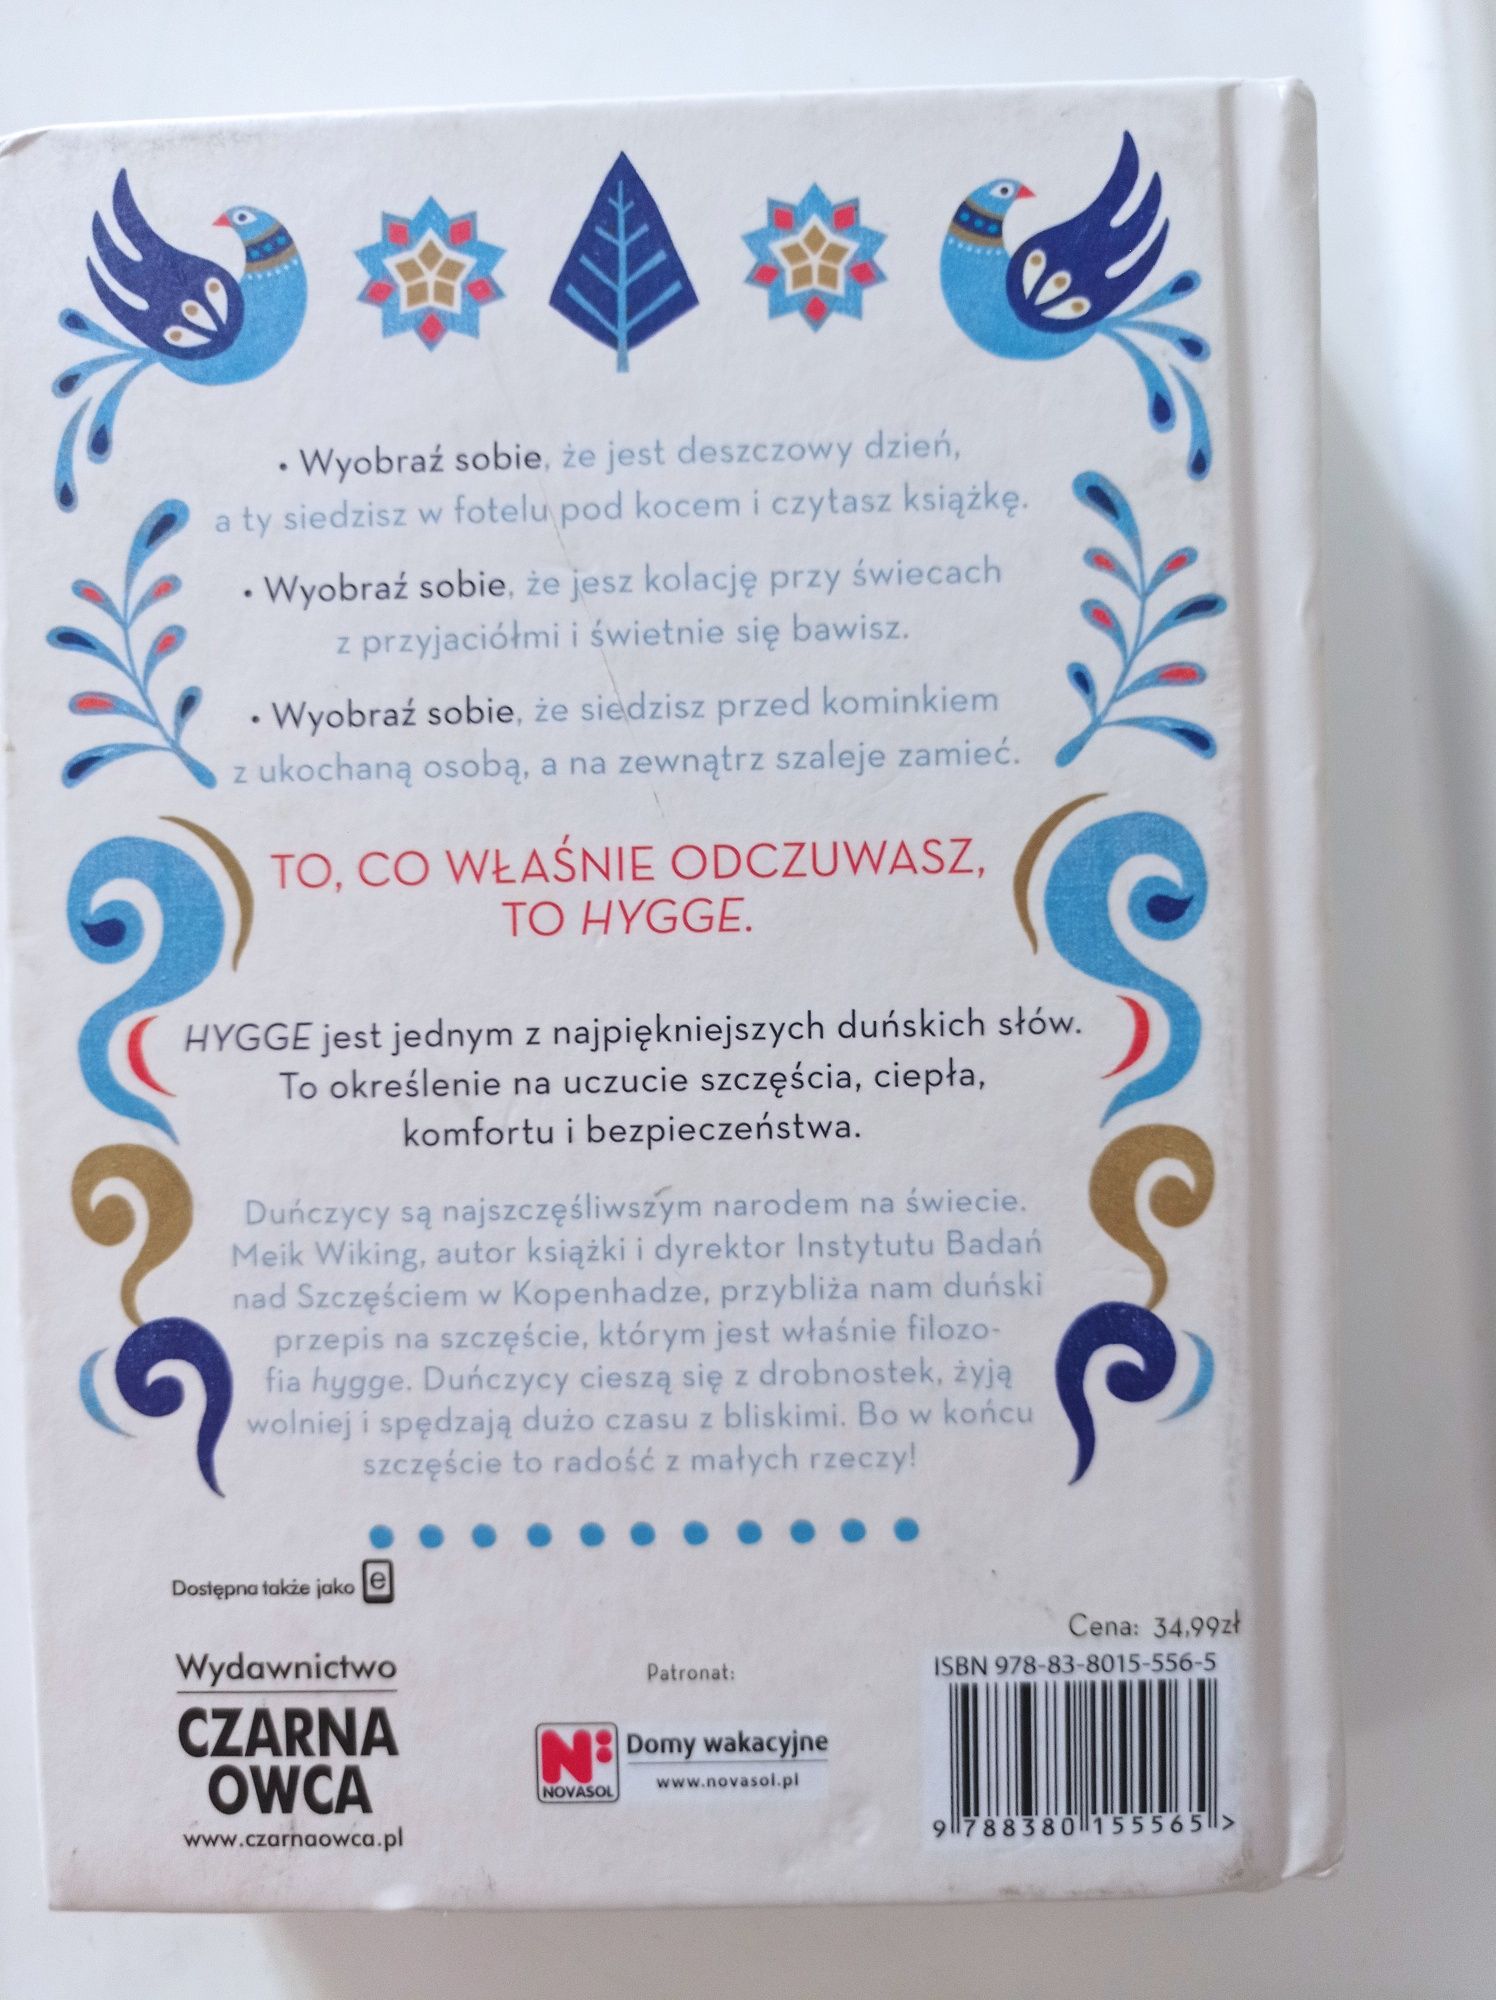 • Wyobraź sobie, że jest deszczowy dzień,
a ty siedzisz w fotelu pod kocem i czytasz książkę.
• Wyobraź sobie, że jesz kolację przy świecach
z przyjaciółmi i świetnie się bawisz.
• Wyobraź sobie, że siedzisz przed kominkiem
z ukochaną osobą, a na zewnątrz szaleje zamieć.
TO, CO WŁAŚNIE ODCZUWASZ,
TO HYGGE.
HYGGE jest jednym z najpiękniejszych duńskich słów.
To określenie na uczucie szczęścia, ciepła,
komfortu i bezpieczeństwa.
Duńczycy są najszczęśliwszym narodem na świecie.
Meik Wiking, autor książki i dyrektor Instytutu Badań
nad Szczęściem w Kopenhadze, przybliża nam duński
przepis na szczęście, którym jest właśnie filozo-
fia hygge. Duńczycy cieszą się z drobnostek, żyją
wolniej i spędzają dużo czasu z bliskimi. Bo w końcu
szczęście to radość z małych rzeczy!
Dostępna także jako e
Wydawnictwo
CZARNA
OWCA
www.czarnaowca.pl
Patronat:
N:
NOVASOL
Domy wakacyjne
www.novasol.pl
Cena: 34,99zł
ISBN 978-83-8015-556-5
9 788380 155565 >